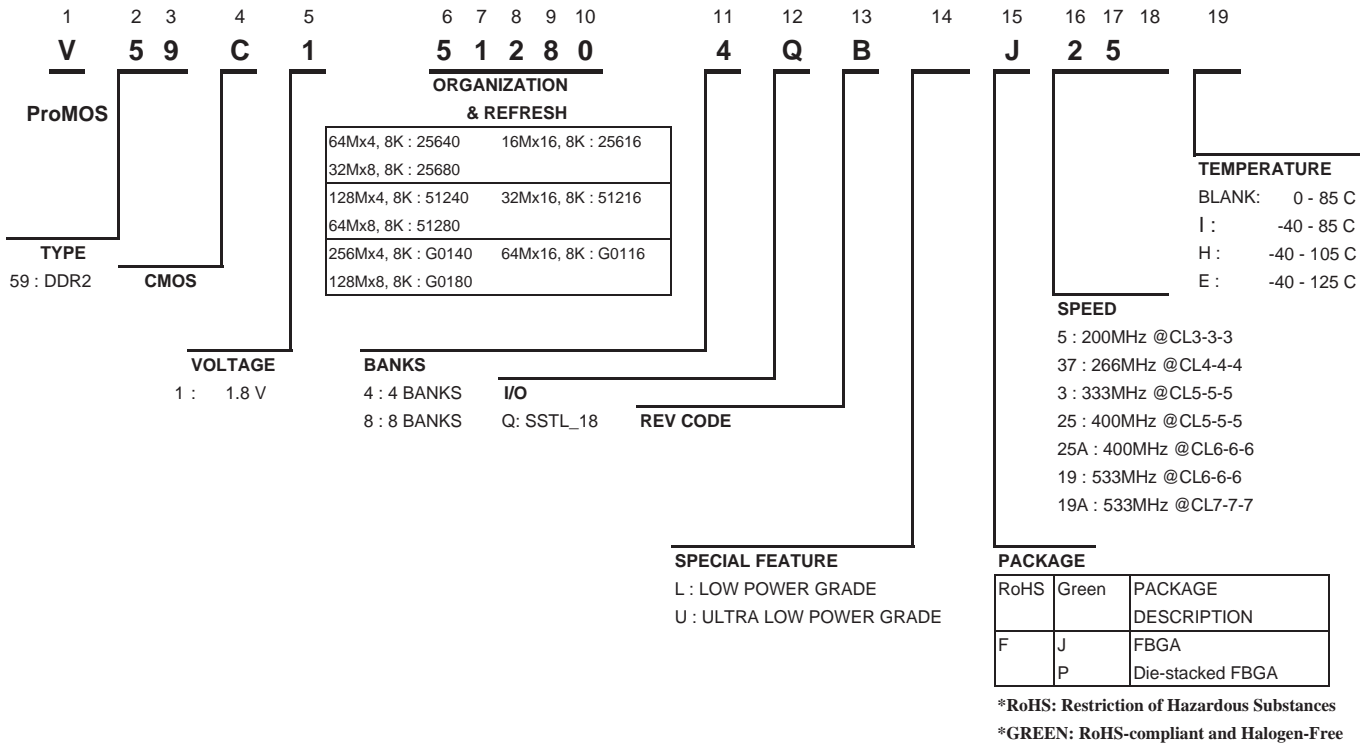 1 2 3 4 5 6 7 8 9 10 11 12 13 14 15 16 17 18 19
V 5 9 C 1 5 1 2 8 0 4 Q B J 2 5
ProMOS
ORGANIZATION
& REFRESH
64Mx4, 8K : 25640 16Mx16, 8K : 25616
32Mx8, 8K : 25680
128Mx4, 8K : 51240 32Mx16, 8K : 51216
64Mx8, 8K : 51280
256Mx4, 8K : G0140 64Mx16, 8K : G0116
128Mx8, 8K : G0180
TEMPERATURE
BLANK: 0 - 85 C
I : -40 - 85 C
H : -40 - 105 C
E : -40 - 125 C
TYPE
59 : DDR2
CMOS
SPEED
5 : 200MHz @CL3-3-3
37 : 266MHz @CL4-4-4
3 : 333MHz @CL5-5-5
25 : 400MHz @CL5-5-5
25A : 400MHz @CL6-6-6
19 : 533MHz @CL6-6-6
19A : 533MHz @CL7-7-7
VOLTAGE
1 : 1.8 V
BANKS
4 : 4 BANKS
8 : 8 BANKS
I/O
Q: SSTL_18
REV CODE
SPECIAL FEATURE
L : LOW POWER GRADE
U : ULTRA LOW POWER GRADE
PACKAGE
RoHS Green PACKAGE
DESCRIPTION
F J FBGA
P Die-stacked FBGA
*RoHS: Restriction of Hazardous Substances
*GREEN: RoHS-compliant and Halogen-Free